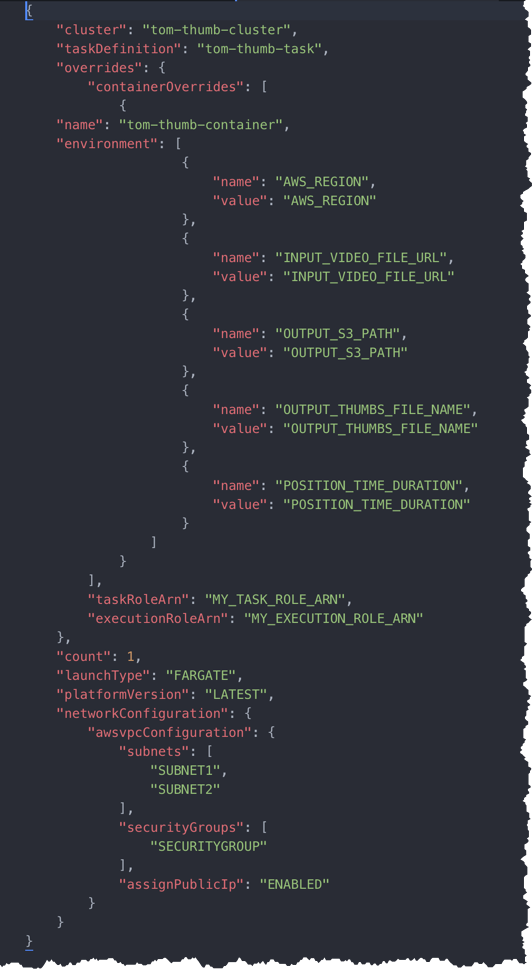 {
    "cluster": "tom-thumb-cluster",
    "taskDefinition": "tom-thumb-task",
    "overrides": {
        "containerOverrides": [
            {
    "name": "tom-thumb-container",
    "environment": [
                    {
                        "name": "AWS_REGION",
                        "value": "AWS_REGION"
                    },
                    {
                        "name": "INPUT_VIDEO_FILE_URL",
                        "value": "INPUT_VIDEO_FILE_URL"
                    },
                    {
                        "name": "OUTPUT_S3_PATH",
                        "value": "OUTPUT_S3_PATH"
                    },
                    {
                        "name": "OUTPUT_THUMBS_FILE_NAME",
                        "value": "OUTPUT_THUMBS_FILE_NAME"
                    },
                    {
                        "name": "POSITION_TIME_DURATION",
                        "value": "POSITION_TIME_DURATION"
                    }
                ]
            }
        ],
        "taskRoleArn": "MY_TASK_ROLE_ARN",
        "executionRoleArn": "MY_EXECUTION_ROLE_ARN"
    },
    "count": 1,
    "launchType": "FARGATE",
    "platformVersion": "LATEST",
    "networkConfiguration": {
        "awsvpcConfiguration": {
            "subnets": [
                "SUBNET1",
                "SUBNET2"
            ],
            "securityGroups": [
                "SECURITYGROUP"
            ],
            "assignPublicIp": "ENABLED"
        }
    }
}